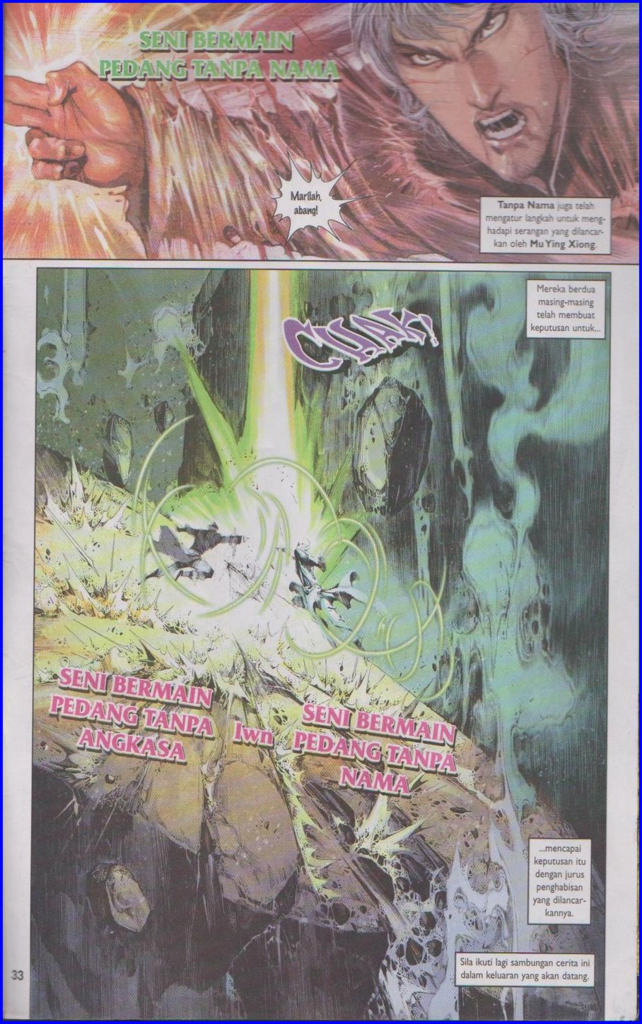 SENI BERMAIN
PEDANG TANPA NAMA
Marilah,
abang!
Tanpa Nama juga telah
mengatur langkah untuk meng-
hadapi serangan yang dilancar-
kan oleh Mu Ying Xiong.
Mereka berdua
masing-masing
telah membuat
keputusan untuk...
CUAK!
SENI BERMAIN
PEDANG TANPA
ANGKASA
lwn
SENI BERMAIN
PEDANG TANPA
NAMA
...mencapai
keputusan itu
dengan jurus
penghabisan
yang dilancar-
kannya.
Sila ikuti lagi sambungan cerita ini
dalam keluaran yang akan datang.
33